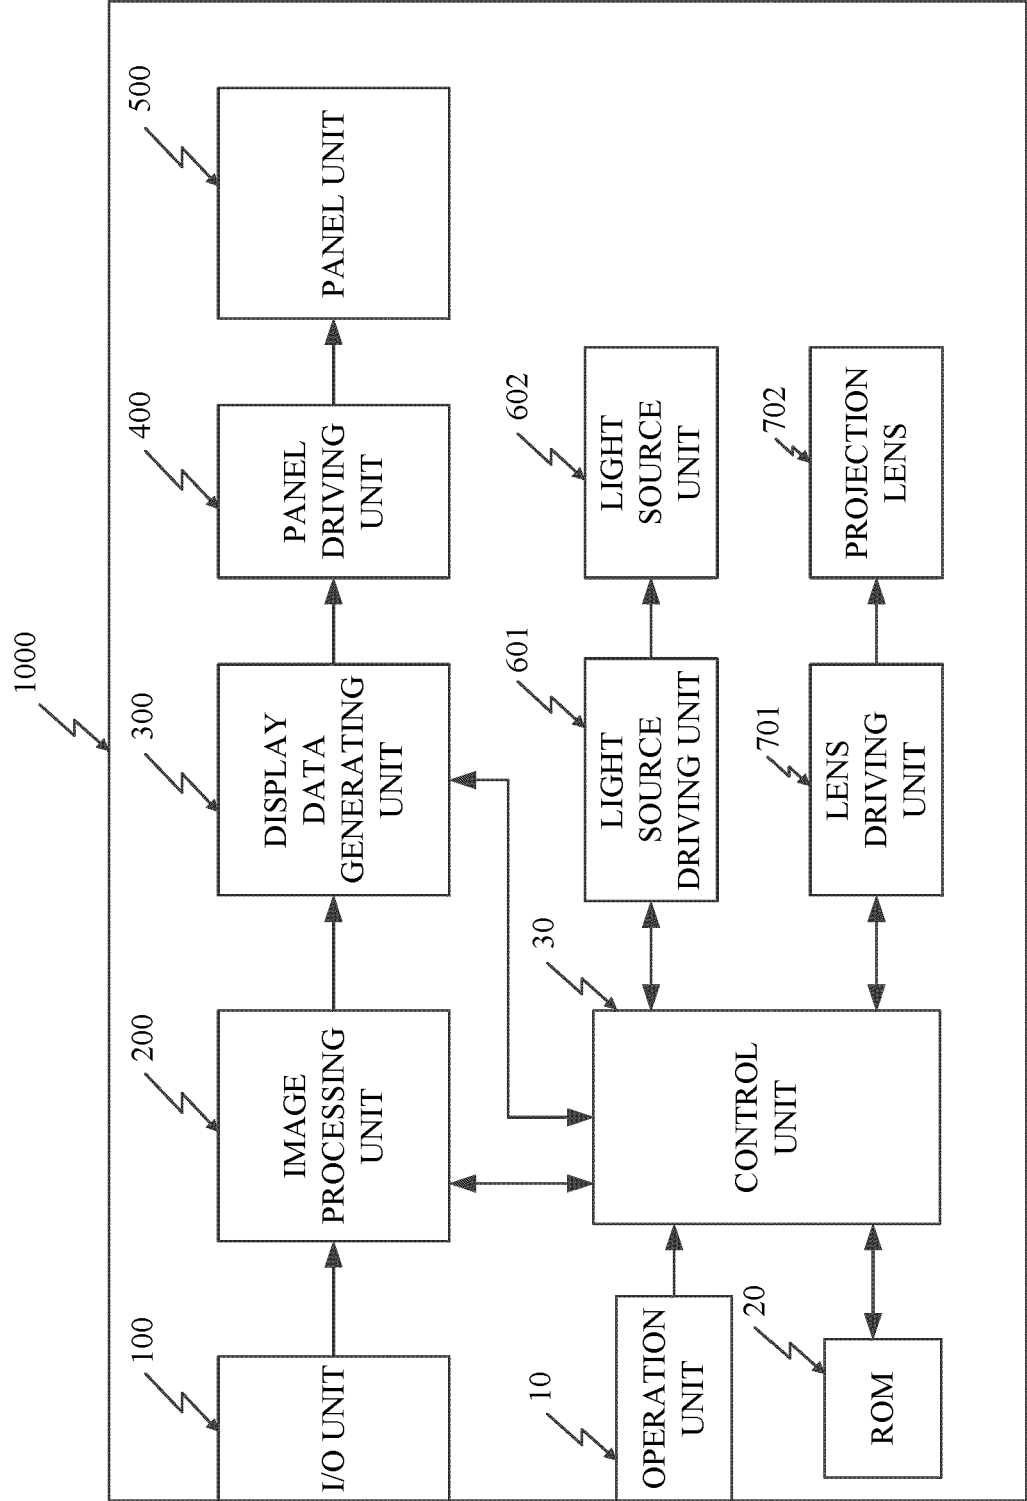 1000
100
I/O UNIT
200
IMAGE
PROCESSING
UNIT
300
DISPLAY
DATA
GENERATING
UNIT
400
PANEL
DRIVING
UNIT
500
PANEL UNIT
10
OPERATION
UNIT
30
CONTROL
UNIT
601
LIGHT
SOURCE
DRIVING UNIT
602
LIGHT
SOURCE
UNIT
20
ROM
701
LENS
DRIVING
UNIT
702
PROJECTION
LENS